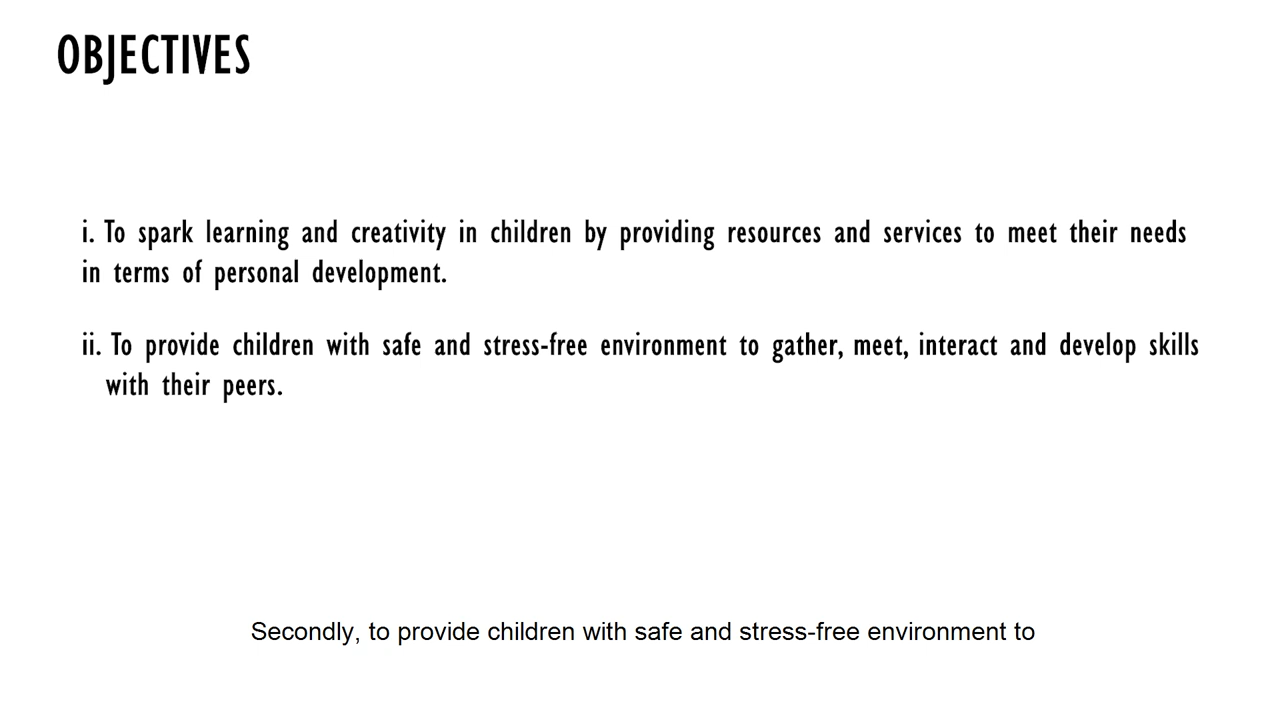 OBJECTIVES
i. To spark learning and creativity in children by providing resources and services to meet their needs
in terms of personal development.
ii. To provide children with safe and stress-free environment to gather, meet, interact and develop skills
with their peers.
Secondly, to provide children with safe and stress-free environment to